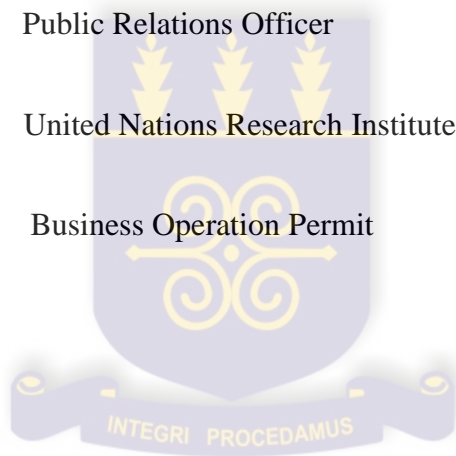 Public Relations Officer
United Nations Research Institute
Business Operation Permit
INTEGRI PROCEDAMUS